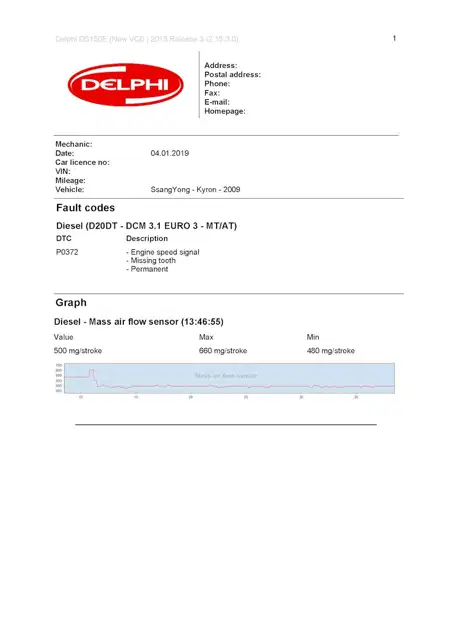 Delphi DS150E (New VCI) | 2015 Release 3 (2.15.3.0)
1
DELPHI
Address:
Postal address:
Phone:
Fax:
E-mail:
Homepage:
Mechanic:
Date: 04.01.2019
Car licence no:
VIN:
Mileage:
Vehicle: SsangYong - Kyron - 2009
Fault codes
Diesel (D20DT - DCM 3.1 EURO 3 - MT/AT)
DTC Description
P0372 - Engine speed signal
- Missing tooth
- Permanent
Graph
Diesel - Mass air flow sensor (13:46:55)
Value Max Min
500 mg/stroke 660 mg/stroke 480 mg/stroke
Mass air flow sensor